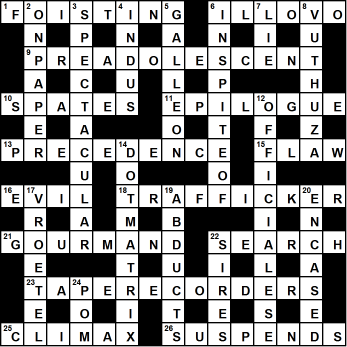 FOISTING ILLOVO
N P N A N I U
PREADOLESCENT
A C U L P H
SPATES EPILOGUE
E A O T F Z
PRECEDENCE FLAW
U O O I
EVIL TRAFFICKER
R A T B I N
GOURMAND SEARCH
E T U I L A
TAPERECORDERS
E O I T E S E
CLIMAX SUSPENDS